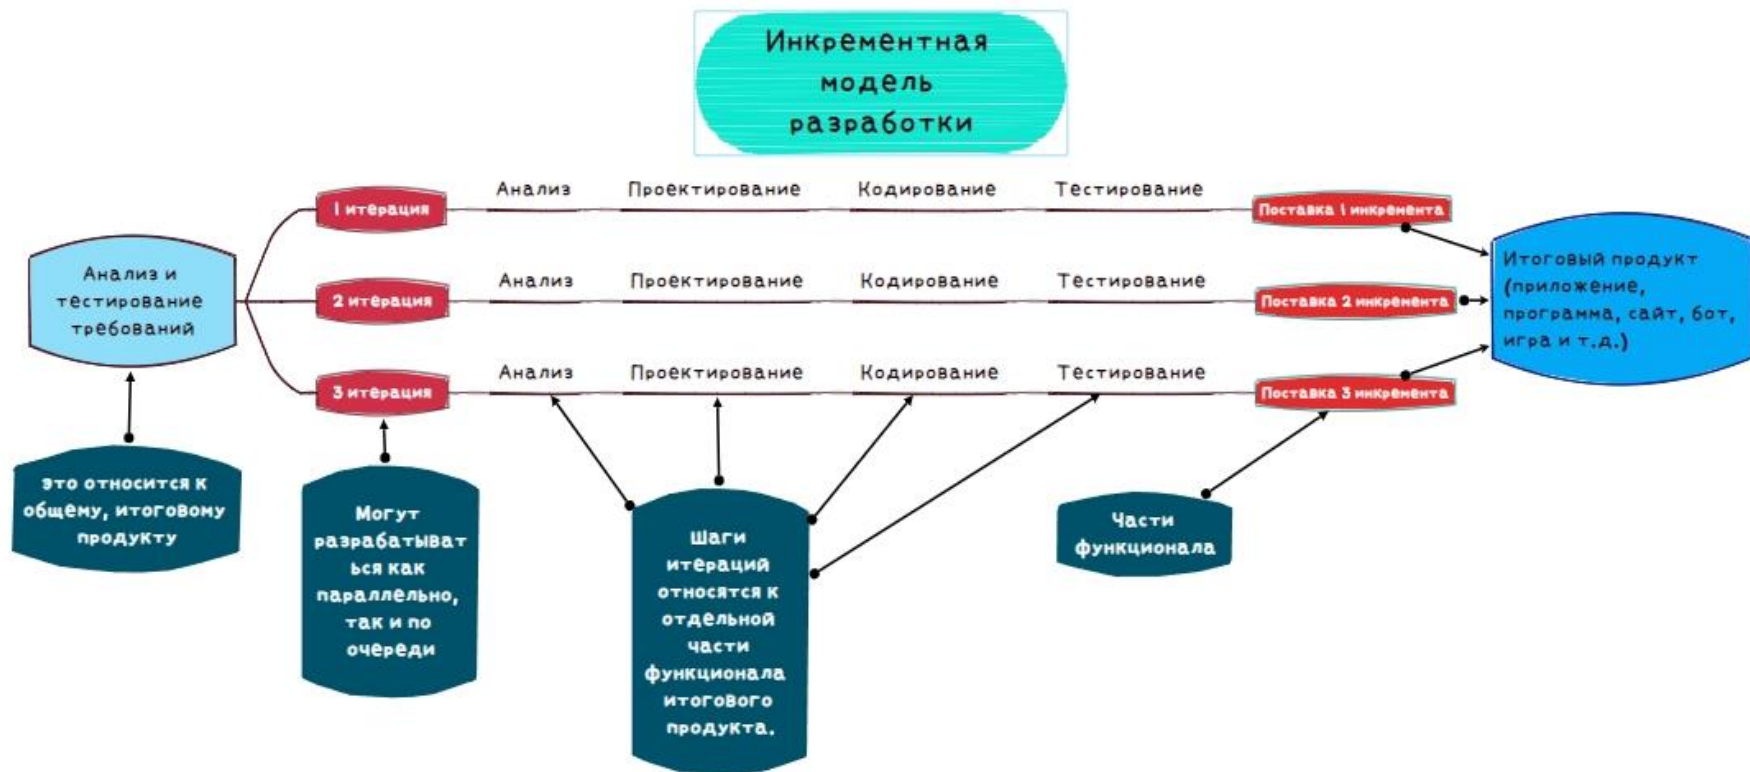 Инкрементная
модель
разработки
Анализ Проектирование Кодирование Тестирование
1 итерация
Поставка 1 инкремента
Анализ и
тестирование
требований
Анализ Проектирование Кодирование Тестирование
2 итерация
Поставка 2 инкремента
Итоговый продукт
(приложение,
программа, сайт, бот,
игра и т.д.)
Анализ Проектирование Кодирование Тестирование
3 итерация
Поставка 3 инкремента
это относится к
общему, итоговому
продукту
Могут
разрабатыват
ься как
параллельно,
так и по
очереди
Шаги
итераций
относятся к
отдельной
части
функционала
итогового
продукта.
Части
функционала